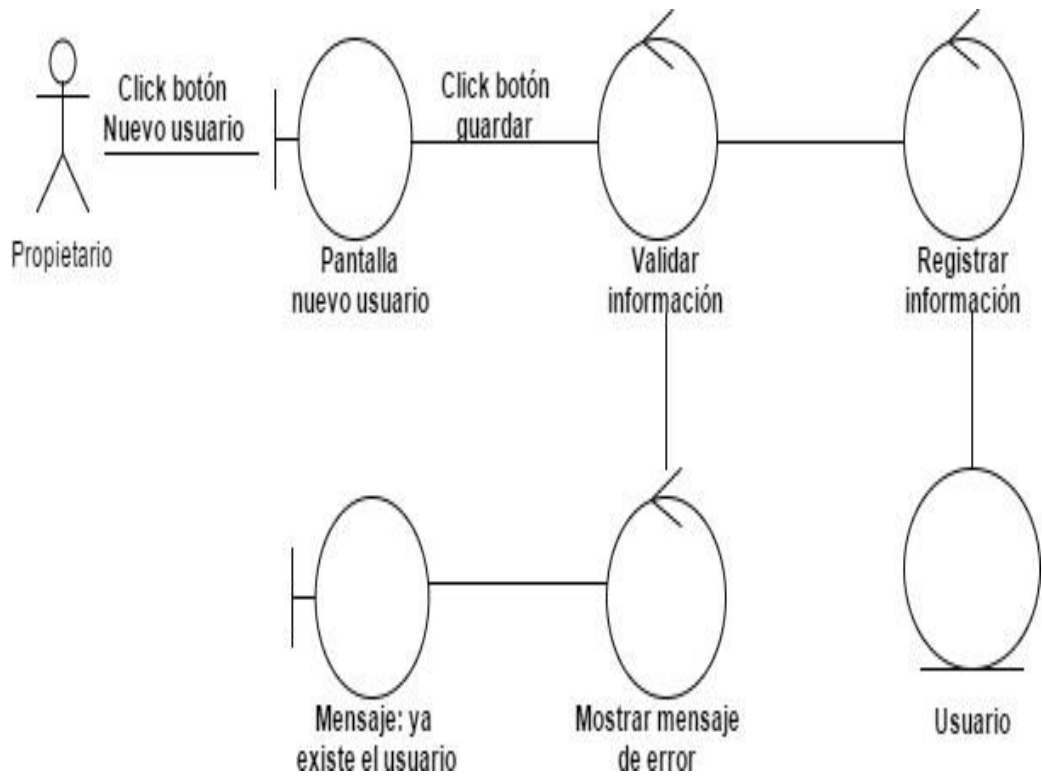 Click botón
Nuevo usuario
Click botón
guardar
Propietario
Pantalla
nuevo usuario
Validar
información
Registrar
información
Mensaje: ya
existe el usuario
Mostrar mensaje
de error
Usuario